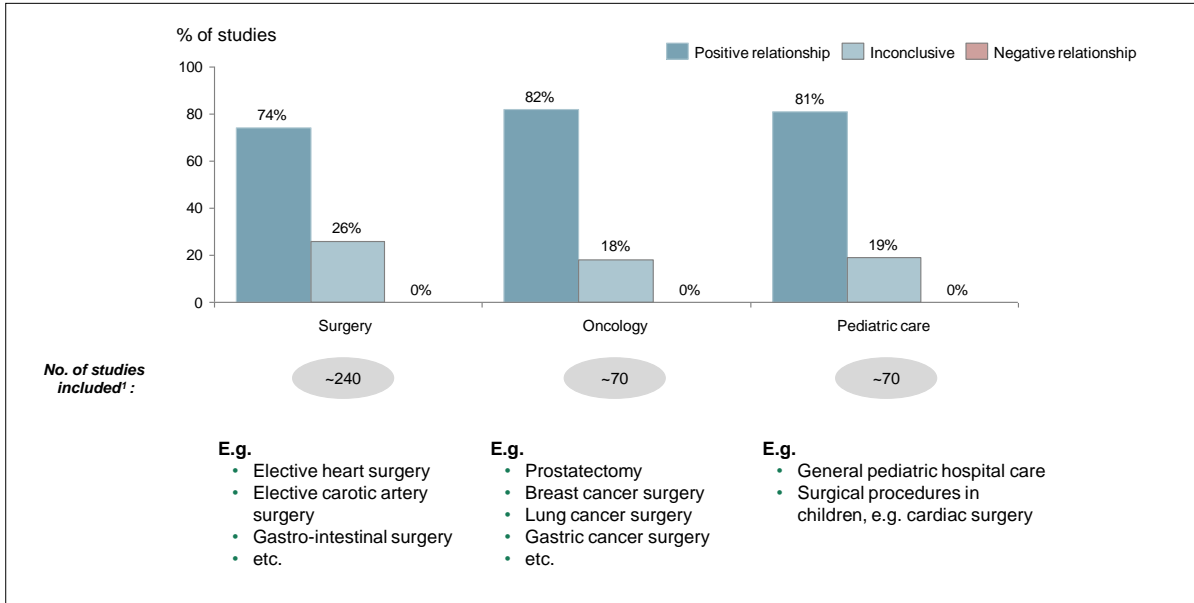 % of studies
Positive relationship
Inconclusive
Negative relationship
100
80
60
40
20
0
74%
26%
0%
82%
18%
0%
81%
19%
0%
Surgery
Oncology
Pediatric care
No. of studies
included¹ :
~240
~70
~70
E.g.
• Elective heart surgery
• Elective carotic artery
surgery
• Gastro-intestinal surgery
• etc.
E.g.
• Prostatectomy
• Breast cancer surgery
• Lung cancer surgery
• Gastric cancer surgery
• etc.
E.g.
• General pediatric hospital care
• Surgical procedures in
children, e.g. cardiac surgery